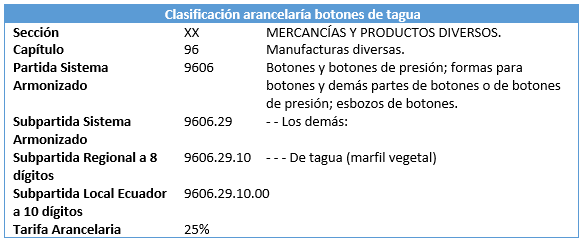 Clasificación arancelaría botones de tagua
Sección XX MERCANCÍAS Y PRODUCTOS DIVERSOS.
Capítulo 96 Manufacturas diversas.
Partida Sistema 9606 Botones y botones de presión; formas para
Armonizado botones y demás partes de botones o de botones
de presión; esbozos de botones.
Subpartida Sistema 9606.29 - - Los demás:
Armonizado
Subpartida Regional a 8 9606.29.10 - - - De tagua (marfil vegetal)
dígitos
Subpartida Local Ecuador 9606.29.10.00
a 10 dígitos
Tarifa Arancelaria 25%